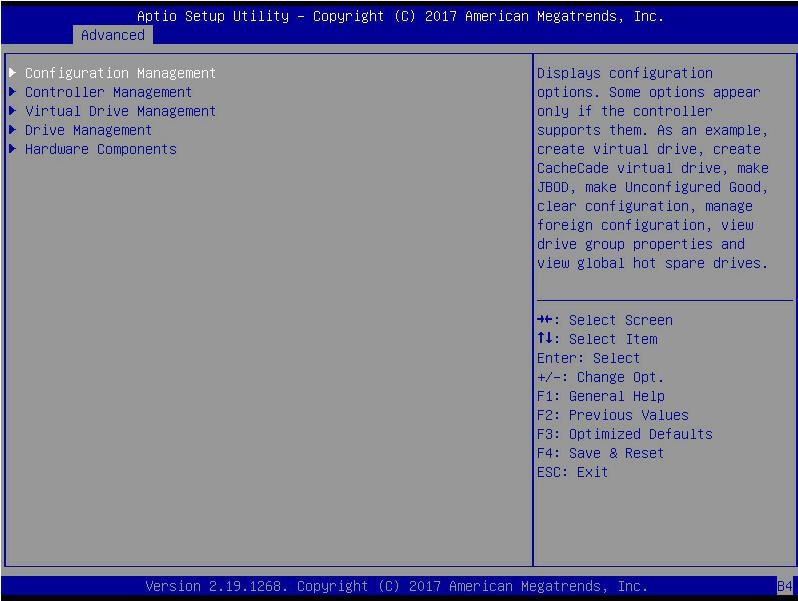 Aptio Setup Utility – Copyright (C) 2017 American Megatrends, Inc.
Advanced
Configuration Management
Controller Management
Virtual Drive Management
Drive Management
Hardware Components
Displays configuration
options. Some options appear
only if the controller
supports them. As an example,
create virtual drive, create
CacheCade virtual drive, make
JBOD, make Unconfigured Good,
clear configuration, manage
foreign configuration, view
drive group properties and
view global hot spare drives.
→←: Select Screen
↑↓: Select Item
Enter: Select
+/-: Change Opt.
F1: General Help
F2: Previous Values
F3: Optimized Defaults
F4: Save & Reset
ESC: Exit
Version 2.19.1268. Copyright (C) 2017 American Megatrends, Inc.
B4